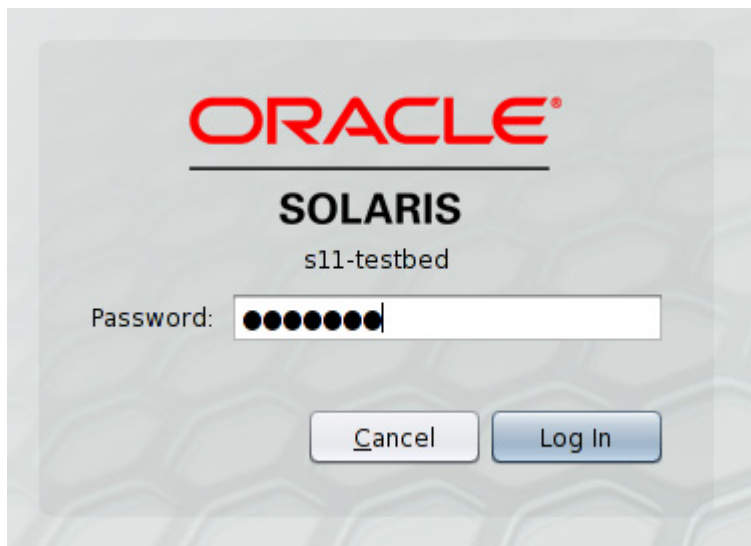 ORACLE®
SOLARIS
s11-testbed
Password: ●●●●●●●
Cancel Log In